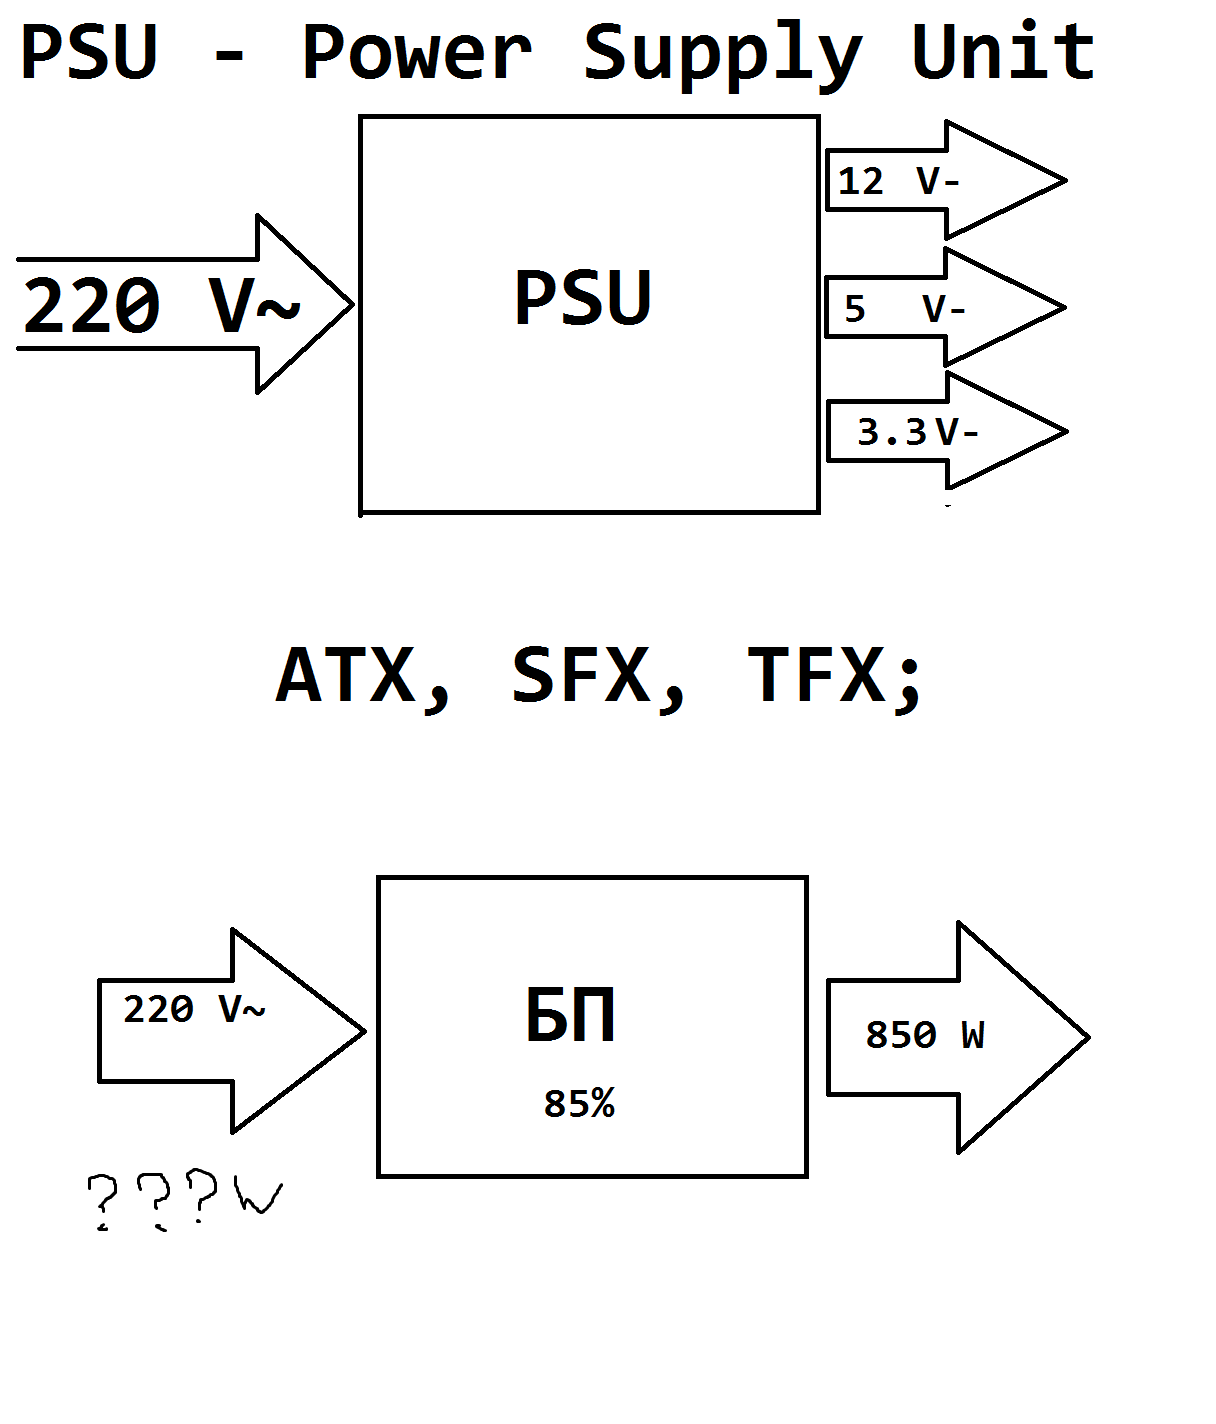 PSU - Power Supply Unit
12 V-
220 V~
PSU
5 V-
3.3 V-
ATX, SFX, TFX;
220 V~
БП
850 W
85%
???W